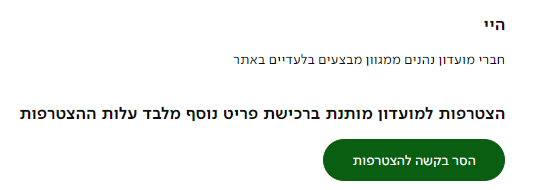 היי
חברי מועדון נהנים ממגוון מבצעים בלעדיים באתר
הצטרפות למועדון מותנת ברכישת פריט נוסף מלבד עלות ההצטרפות
הסר בקשה להצטרפות